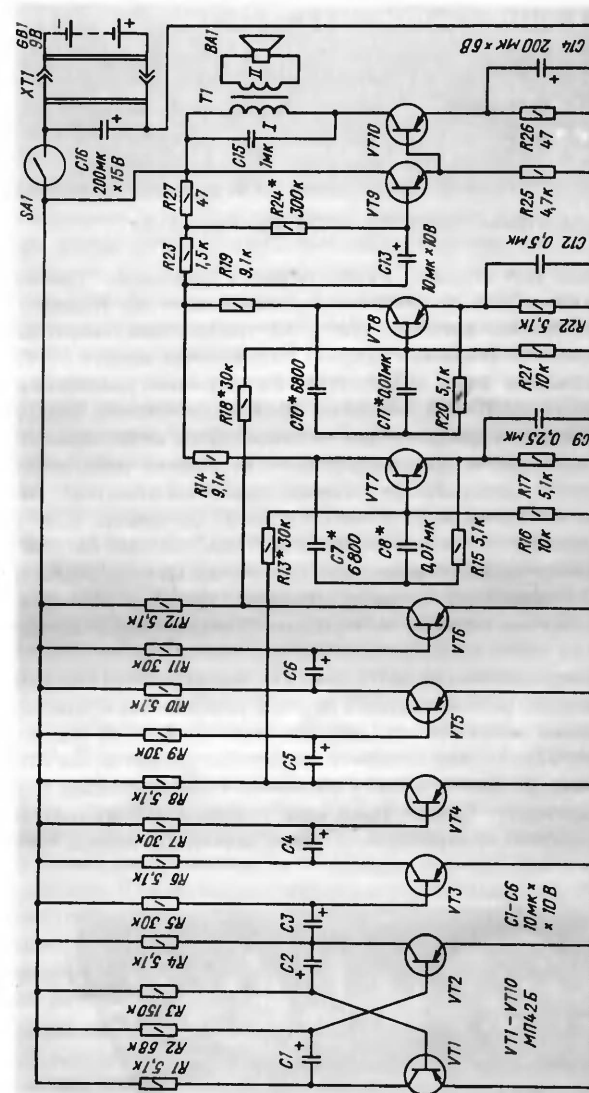 GB1
9В
XT1
C16
200мк
×15В
SA1
BA1
II
T1
I
C15
1мк
R27
47
R24*
300к
R23
1,5к
C13
10мк×10В
VT10
VT9
C14
200мк×6В
R26
47
R25
4,7к
R19
9,1к
R18*30к
C10*6800
C11*0,01мк
VT8
R20 5,1к
C12 0,5мк
R22 5,1к
R21
10к
R14
9,1к
R13*30к
C7*
6800
C8*
0,01мк
VT7
R15 5,1к
C9
0,25мк
R17
5,1к
R16
10к
R12 5,1к
R11 30к
R10 5,1к
R9 30к
R8 5,1к
R7 30к
R6 5,1к
R5 30к
R4 5,1к
R3 150к
R2 68к
R1 5,1к
C6
C5
C4
C3
C2
C1
VT6
VT5
VT4
VT3
VT2
VT1
C1-C6
10мк×
×10В
VT1-VT10
МП42Б